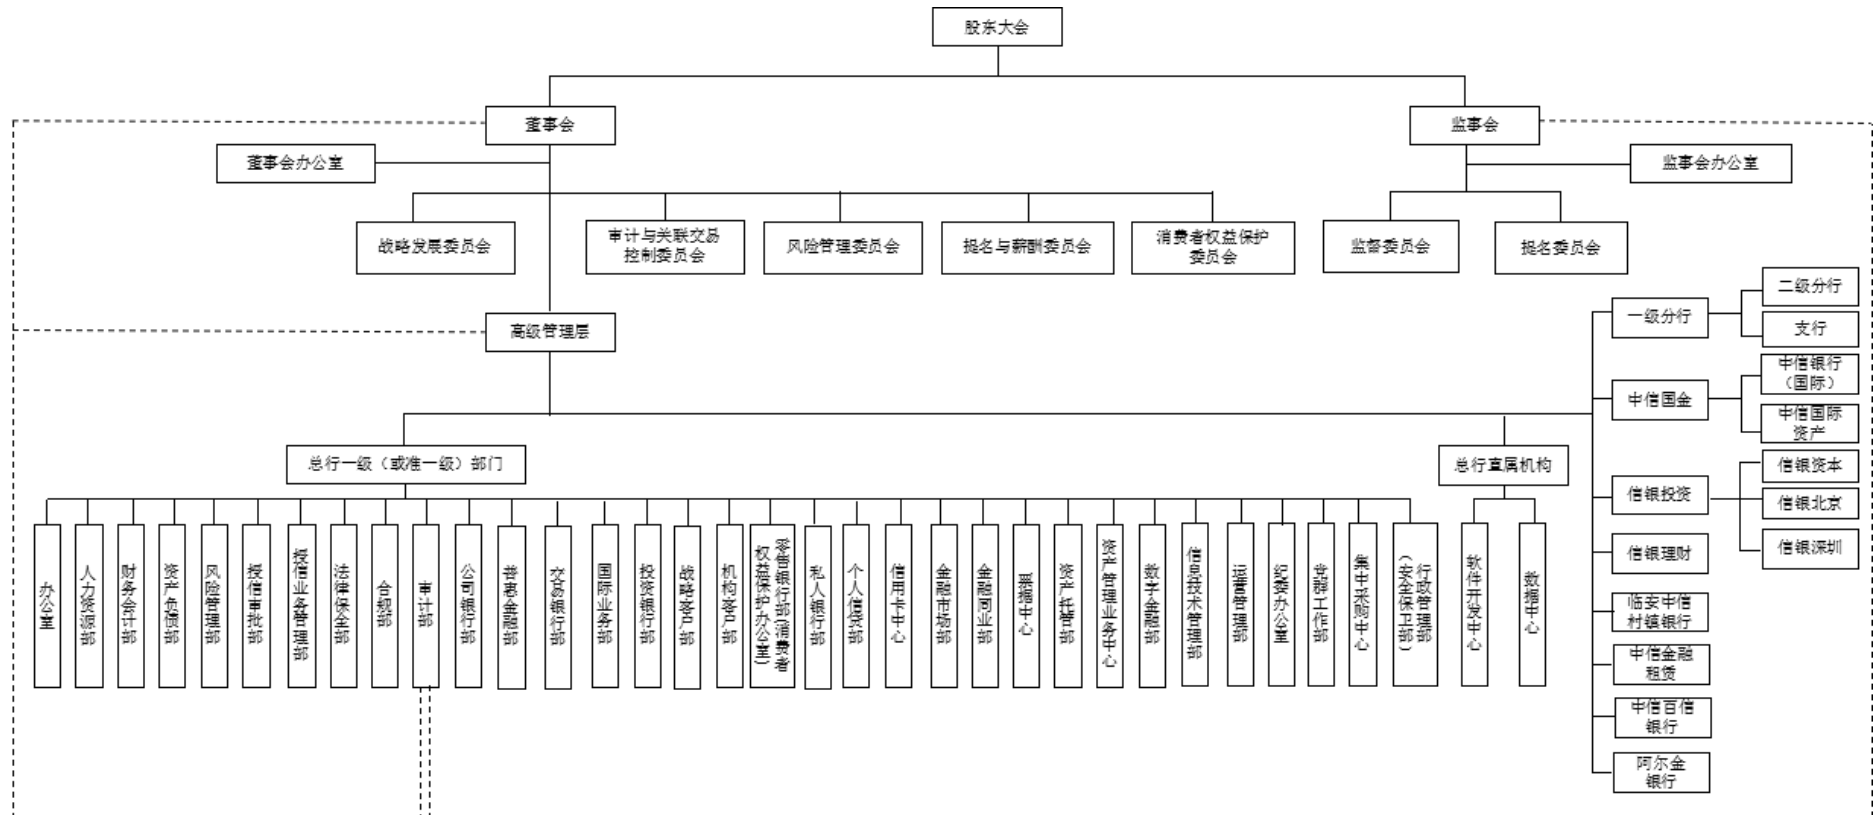 股东大会
董事会
监事会
董事会办公室
监事会办公室
战略发展委员会
审计与关联交易
控制委员会
风险管理委员会
提名与薪酬委员会
消费者权益保护
委员会
监督委员会
提名委员会
高级管理层
一级分行
二级分行
支行
中信国金
中信银行
（国际）
中信国际
资产
信银投资
信银资本
信银北京
信银深圳
信银理财
临安中信
村镇银行
中信金融
租赁
中信百信
银行
阿尔金
银行
总行一级（或准一级）部门
总行直属机构
办公室
人力资源部
财务会计部
资产负债部
风险管理部
授信审批部
授信业务管理部
法律保全部
合规部
审计部
公司银行部
普惠金融部
交易银行部
国际业务部
投资银行部
战略客户部
机构客户部
零售银行部(消费者
权益保护办公室)
私人银行部
个人信贷部
信用卡中心
金融市场部
金融同业部
票据中心
资产托管部
资产管理业务中心
数字金融部
信息技术管理部
运营管理部
纪委办公室
党群工作部
集中采购中心
行政管理部
(安全保卫部)
软件开发中心
数据中心